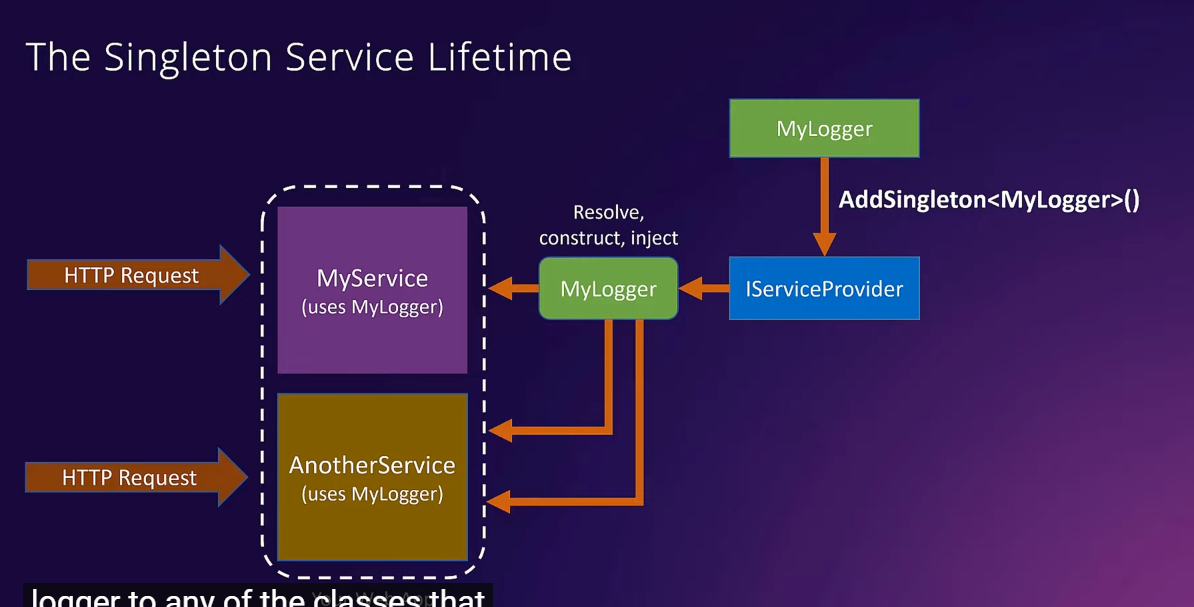 The Singleton Service Lifetime
MyLogger
AddSingleton<MyLogger>()
Resolve,
construct, inject
HTTP Request
MyService
(uses MyLogger)
MyLogger
IServiceProvider
HTTP Request
AnotherService
(uses MyLogger)
logger to any of the classes that